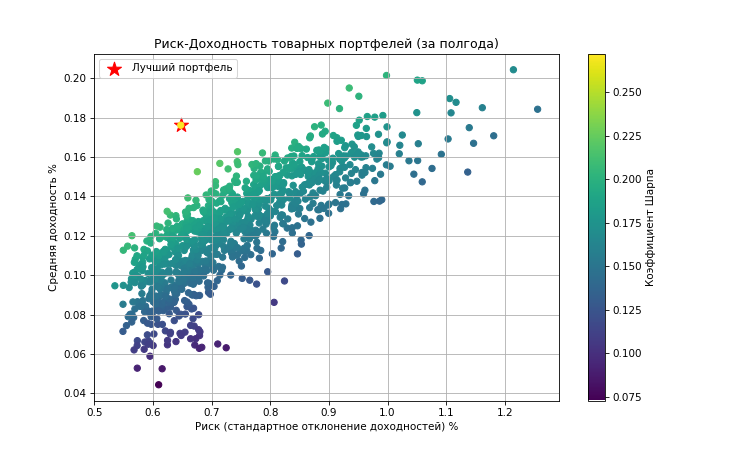 Риск-Доходность товарных портфелей (за полгода)
Лучший портфель
0.20
0.18
0.16
0.14
0.12
0.10
0.08
0.06
0.04
Средняя доходность %
0.5 0.6 0.7 0.8 0.9 1.0 1.1 1.2
Риск (стандартное отклонение доходностей) %
0.250
0.225
0.200
0.175
0.150
0.125
0.100
0.075
Коэффициент Шарпа